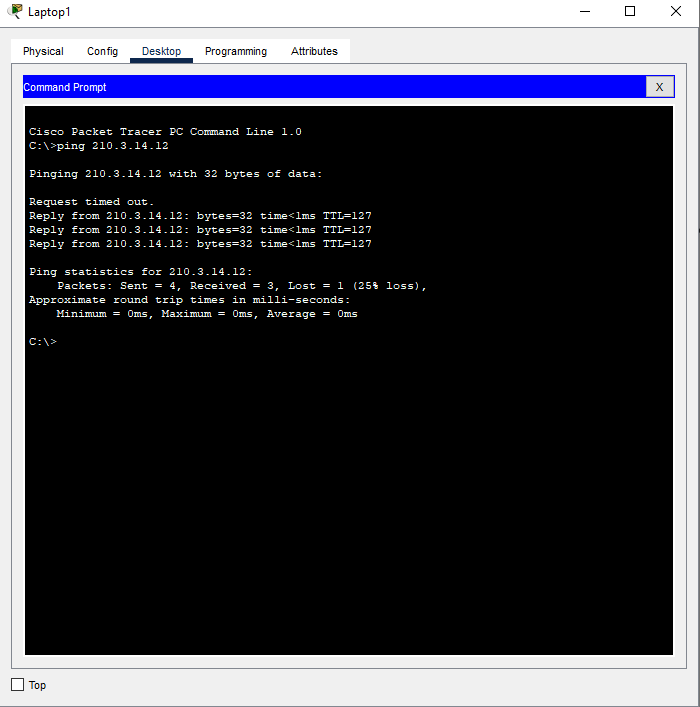 Laptop1
Physical Config Desktop Programming Attributes
Command Prompt X
Cisco Packet Tracer PC Command Line 1.0
C:\>ping 210.3.14.12
Pinging 210.3.14.12 with 32 bytes of data:
Request timed out.
Reply from 210.3.14.12: bytes=32 time<1ms TTL=127
Reply from 210.3.14.12: bytes=32 time<1ms TTL=127
Reply from 210.3.14.12: bytes=32 time<1ms TTL=127
Ping statistics for 210.3.14.12:
Packets: Sent = 4, Received = 3, Lost = 1 (25% loss),
Approximate round trip times in milli-seconds:
Minimum = 0ms, Maximum = 0ms, Average = 0ms
C:\>
Top